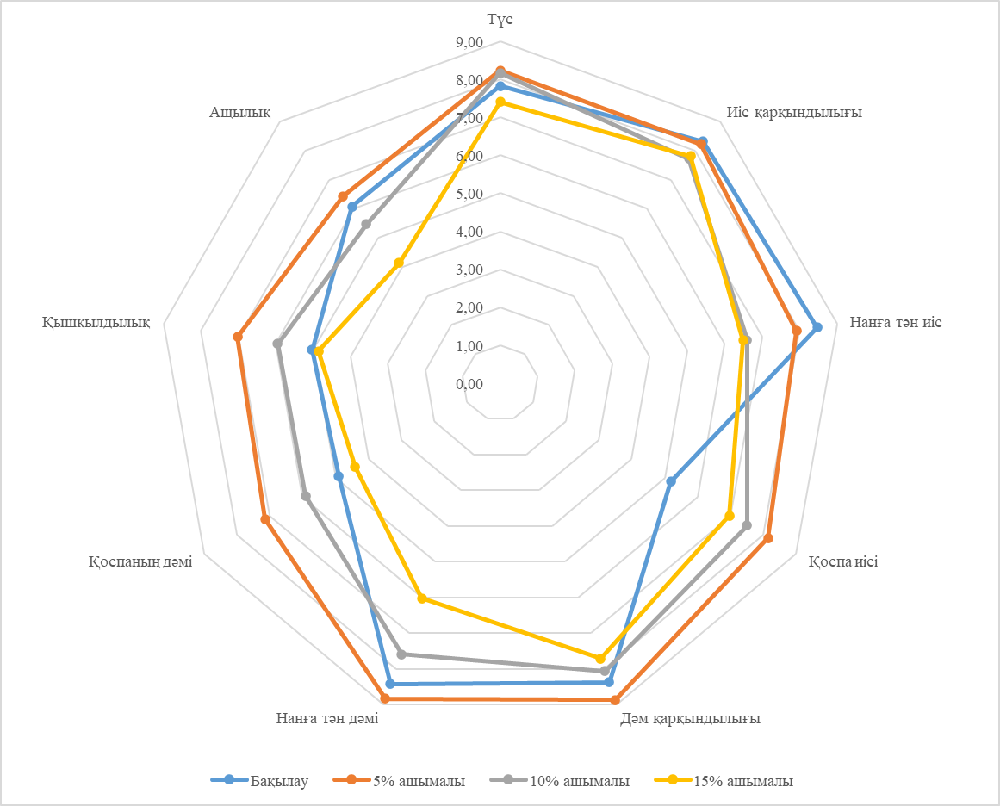 Түс
9,00
8,00
7,00
6,00
5,00
4,00
3,00
2,00
1,00
0,00
Ащылық
Иіс қарқындылығы
Қышқылдылық
Нанға тән иіс
Қоспаның дәмі
Қоспа иісі
Нанға тән дәмі
Дәм қарқындылығы
Бақылау
5% ашымалы
10% ашымалы
15% ашымалы